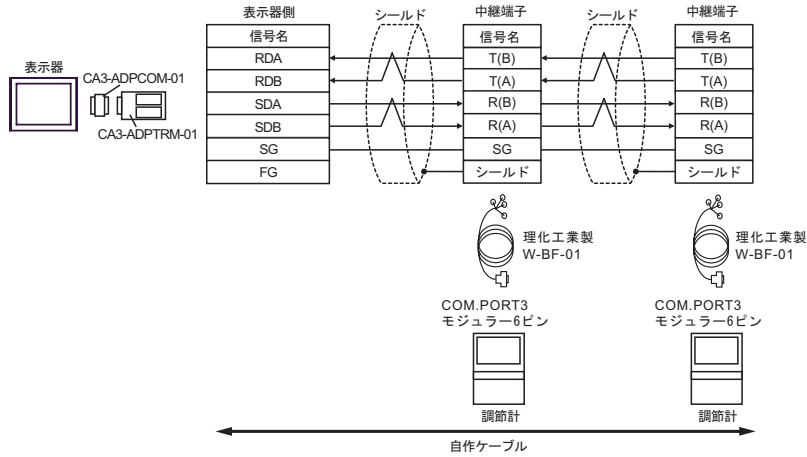 表示器
CA3-ADPCOM-01
CA3-ADPTRM-01
表示器側
信号名
RDA
RDB
SDA
SDB
SG
FG
シールド
中継端子
信号名
T(B)
T(A)
R(B)
R(A)
SG
シールド
シールド
中継端子
信号名
T(B)
T(A)
R(B)
R(A)
SG
シールド
理化工業製
W-BF-01
理化工業製
W-BF-01
COM.PORT3
モジュラー6ピン
COM.PORT3
モジュラー6ピン
調節計
調節計
自作ケーブル